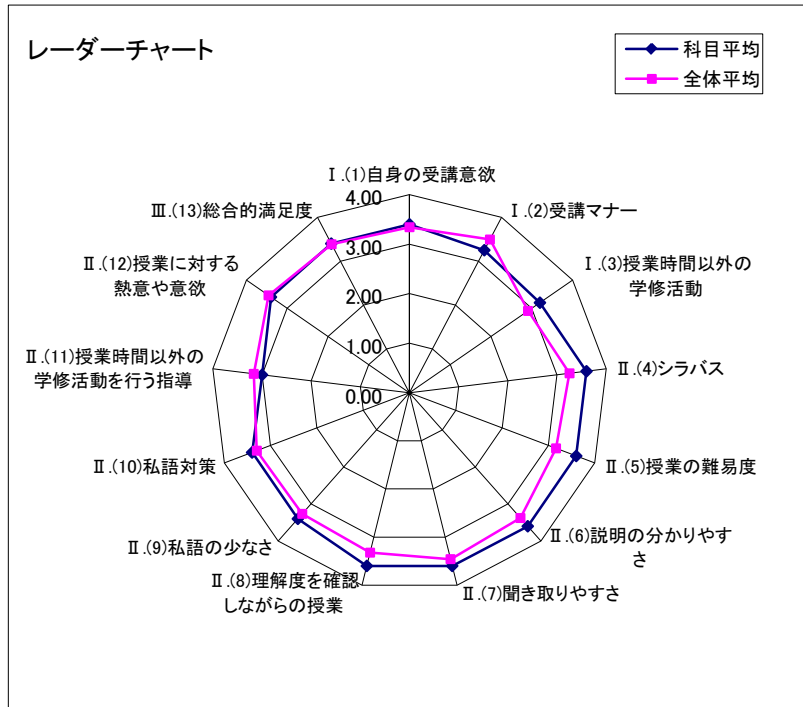 レーダーチャート
科目平均
全体平均
Ⅰ.(1)自身の受講意欲
Ⅰ.(2)受講マナー
Ⅰ.(3)授業時間以外の
学修活動
Ⅱ.(4)シラバス
Ⅱ.(5)授業の難易度
Ⅱ.(6)説明の分かりやす
さ
Ⅱ.(7)聞き取りやすさ
Ⅱ.(8)理解度を確認
しながらの授業
Ⅱ.(9)私語の少なさ
Ⅱ.(10)私語対策
Ⅱ.(11)授業時間以外の
学修活動を行う指導
Ⅱ.(12)授業に対する
熱意や意欲
Ⅲ.(13)総合的満足度
4.00
3.00
2.00
1.00
0.00